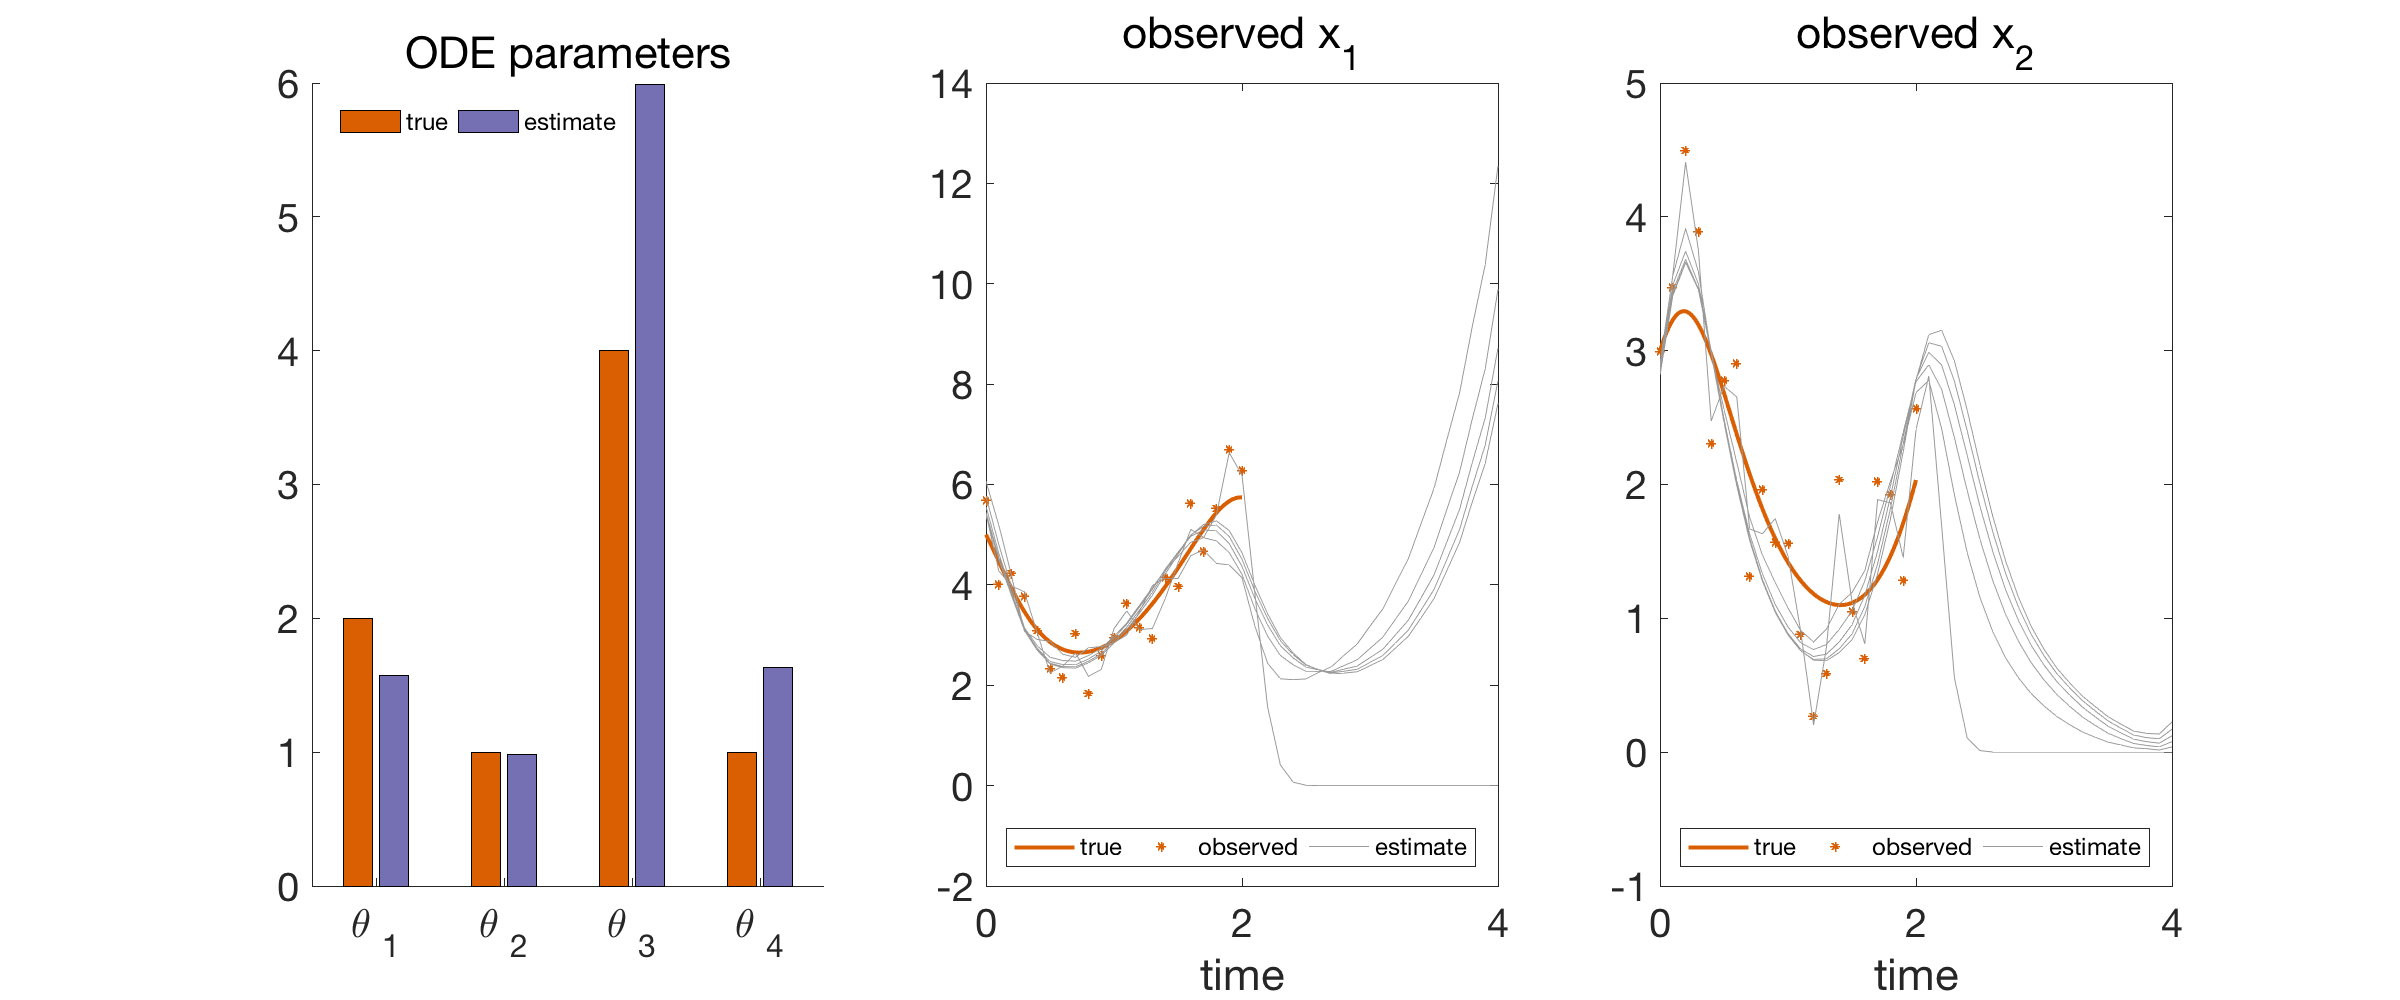 ODE parameters
6
5
4
3
2
1
0
true estimate
θ 1 θ 2 θ 3 θ 4
observed x1
14
12
10
8
6
4
2
0
-2
true observed estimate
0 2 4
time
observed x2
5
4
3
2
1
0
-1
true observed estimate
0 2 4
time